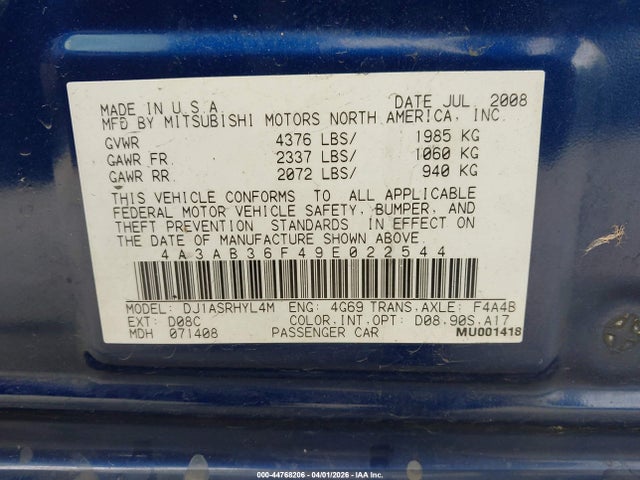 MADE IN U.S.A. DATE JUL 2008
MFD BY MITSUBISHI MOTORS NORTH AMERICA, INC.
GVWR 4376 LBS/ 1985 KG
GAWR FR 2337 LBS/ 1060 KG
GAWR RR 2072 LBS/ 940 KG
THIS VEHICLE CONFORMS TO ALL APPLICABLE
FEDERAL MOTOR VEHICLE SAFETY, BUMPER, AND
THEFT PREVENTION STANDARDS IN EFFECT ON
THE DATE OF MANUFACTURE SHOWN ABOVE.
4A3AB36F49E022544
MODEL: DJ1ASRHYL4M ENG: 4G69 TRANS.AXLE: F4A4B
EXT: D08C COLOR.INT.OPT: D08.90S.A17
MDH 071408 PASSENGER CAR MU001418
000-44768206 - 04/01/2026 - IAA Inc.